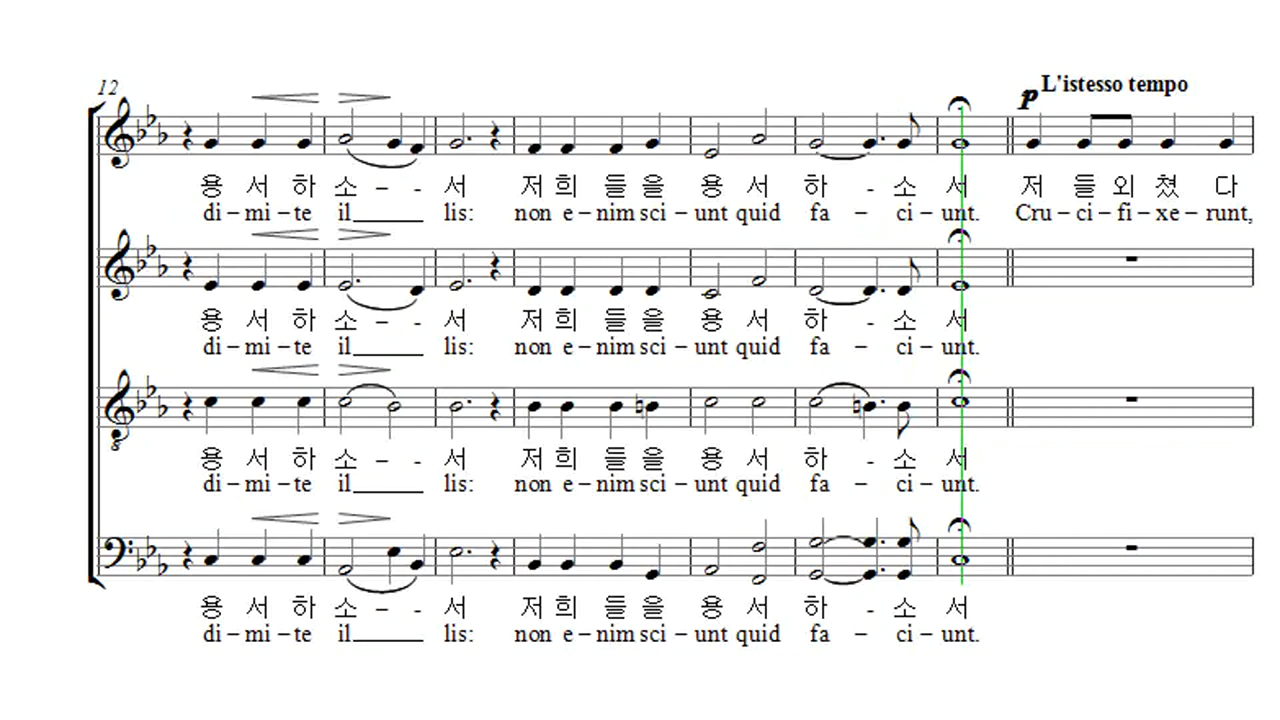 12
p L'istesso tempo
용 서 하 소 – - 서 저 희 들 을 용 서 하 - 소 서 저 들 외 쳤 다
di – mi – te il____ lis: non e – nim sci – unt quid fa – ci – unt. Cru – ci – fi – xe – runt,
용 서 하 소 – - 서 저 희 들 을 용 서 하 - 소 서
di – mi – te il____ lis: non e – nim sci – unt quid fa – ci – unt.
8
용 서 하 소 – - 서 저 희 들 을 용 서 하 - 소 서
di – mi – te il____ lis: non e – nim sci – unt quid fa – ci – unt.
용 서 하 소 – - 서 저 희 들 을 용 서 하 - 소 서
di – mi – te il____ lis: non e – nim sci – unt quid fa – ci – unt.